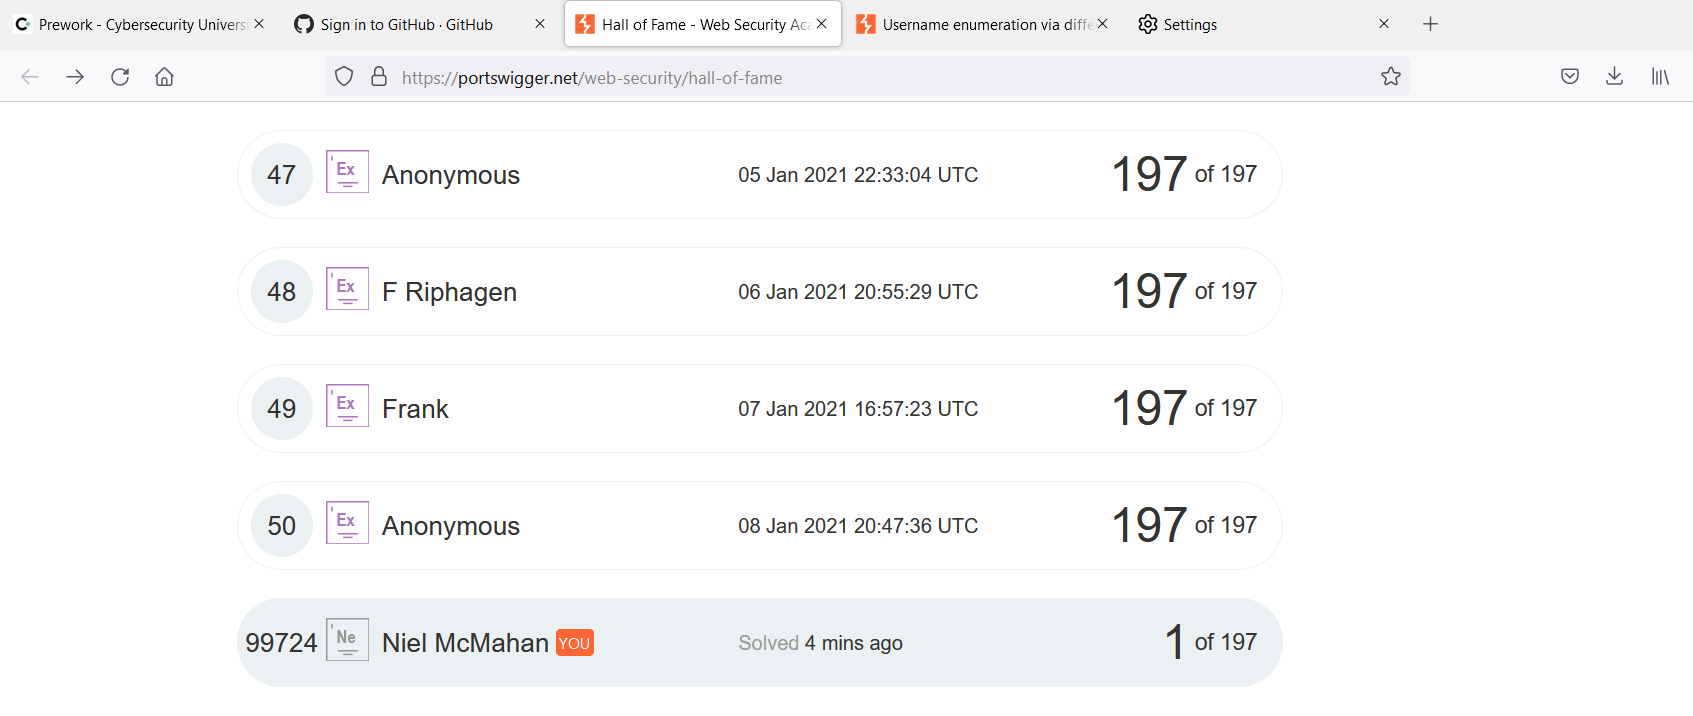 Prework - Cybersecurity Universi
Sign in to GitHub · GitHub
Hall of Fame - Web Security Aca
Username enumeration via diffe
Settings
https://portswigger.net/web-security/hall-of-fame
47 Ex Anonymous 05 Jan 2021 22:33:04 UTC 197 of 197
48 Ex F Riphagen 06 Jan 2021 20:55:29 UTC 197 of 197
49 Ex Frank 07 Jan 2021 16:57:23 UTC 197 of 197
50 Ex Anonymous 08 Jan 2021 20:47:36 UTC 197 of 197
99724 Ne Niel McMahan YOU Solved 4 mins ago 1 of 197